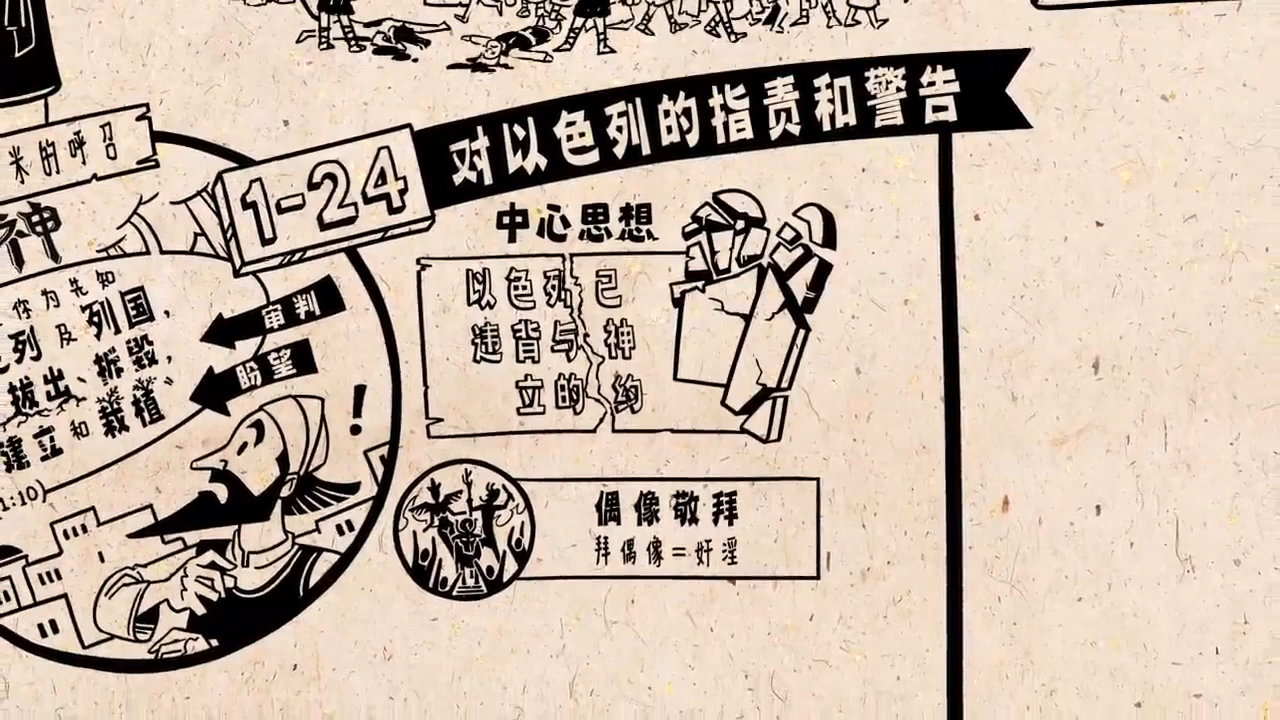 对以色列的指责和警告
米的呼召
1-24
中心思想
神
以色列已
违背与神
立的约
你为先知
列及列国,
拔出、拆毁,
建立和栽植”
1:10)
审判
盼望
!
偶像敬拜
拜偶像=奸淫